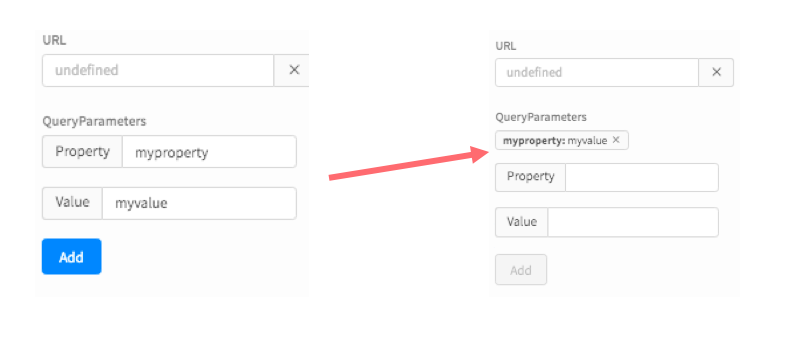 URL
undefined ×
QueryParameters
Property myproperty
Value myvalue
Add
URL
undefined ×
QueryParameters
myproperty: myvalue ×
Property
Value
Add